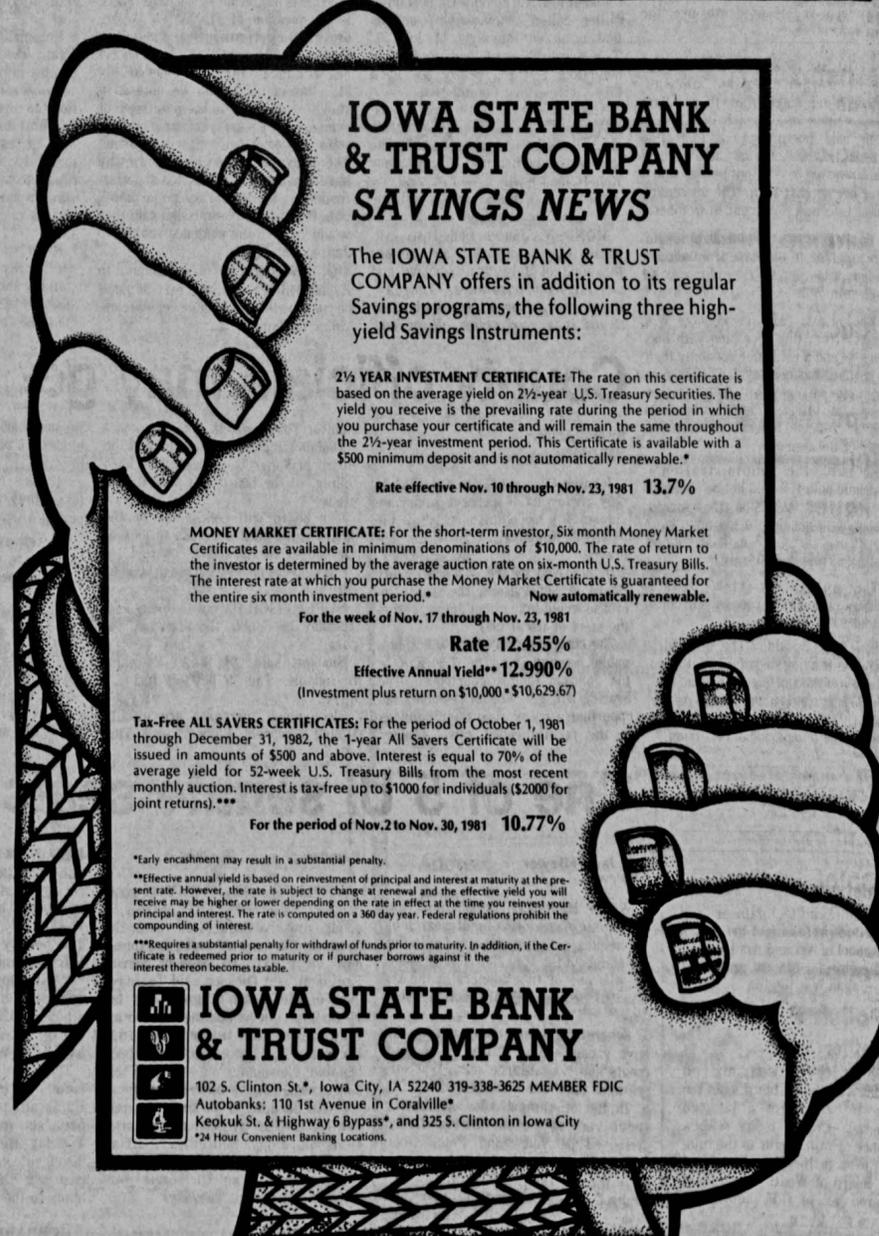 IOWA STATE BANK
& TRUST COMPANY
SAVINGS NEWS
The IOWA STATE BANK & TRUST
COMPANY offers in addition to its regular
Savings programs, the following three high-
yield Savings Instruments:
2½ YEAR INVESTMENT CERTIFICATE: The rate on this certificate is
based on the average yield on 2½-year U.S. Treasury Securities. The
yield you receive is the prevailing rate during the period in which
you purchase your certificate and will remain the same throughout
the 2½-year investment period. This Certificate is available with a
$500 minimum deposit and is not automatically renewable.*
Rate effective Nov. 10 through Nov. 23, 1981 13.7%
MONEY MARKET CERTIFICATE: For the short-term investor, Six month Money Market
Certificates are available in minimum denominations of $10,000. The rate of return to
the investor is determined by the average auction rate on six-month U.S. Treasury Bills.
The interest rate at which you purchase the Money Market Certificate is guaranteed for
the entire six month investment period.* Now automatically renewable.
For the week of Nov. 17 through Nov. 23, 1981
Rate 12.455%
Effective Annual Yield** 12.990%
(Investment plus return on $10,000 • $10,629.67)
Tax-Free ALL SAVERS CERTIFICATES: For the period of October 1, 1981
through December 31, 1982, the 1-year All Savers Certificate will be
issued in amounts of $500 and above. Interest is equal to 70% of the
average yield for 52-week U.S. Treasury Bills from the most recent
monthly auction. Interest is tax-free up to $1000 for individuals ($2000 for
joint returns).***
For the period of Nov.2 to Nov. 30, 1981 10.77%
*Early encashment may result in a substantial penalty.
**Effective annual yield is based on reinvestment of principal and interest at maturity at the pre-
sent rate. However, the rate is subject to change at renewal and the effective yield you will
receive may be higher or lower depending on the rate in effect at the time you reinvest your
principal and interest. The rate is computed on a 360 day year. Federal regulations prohibit the
compounding of interest.
***Requires a substantial penalty for withdrawl of funds prior to maturity. In addition, if the Cer-
tificate is redeemed prior to maturity or if purchaser borrows against it the
interest thereon becomes taxable.
IOWA STATE BANK
& TRUST COMPANY
102 S. Clinton St.*, Iowa City, IA 52240 319-338-3625 MEMBER FDIC
Autobanks: 110 1st Avenue in Coralville*
Keokuk St. & Highway 6 Bypass*, and 325 S. Clinton in Iowa City
*24 Hour Convenient Banking Locations.